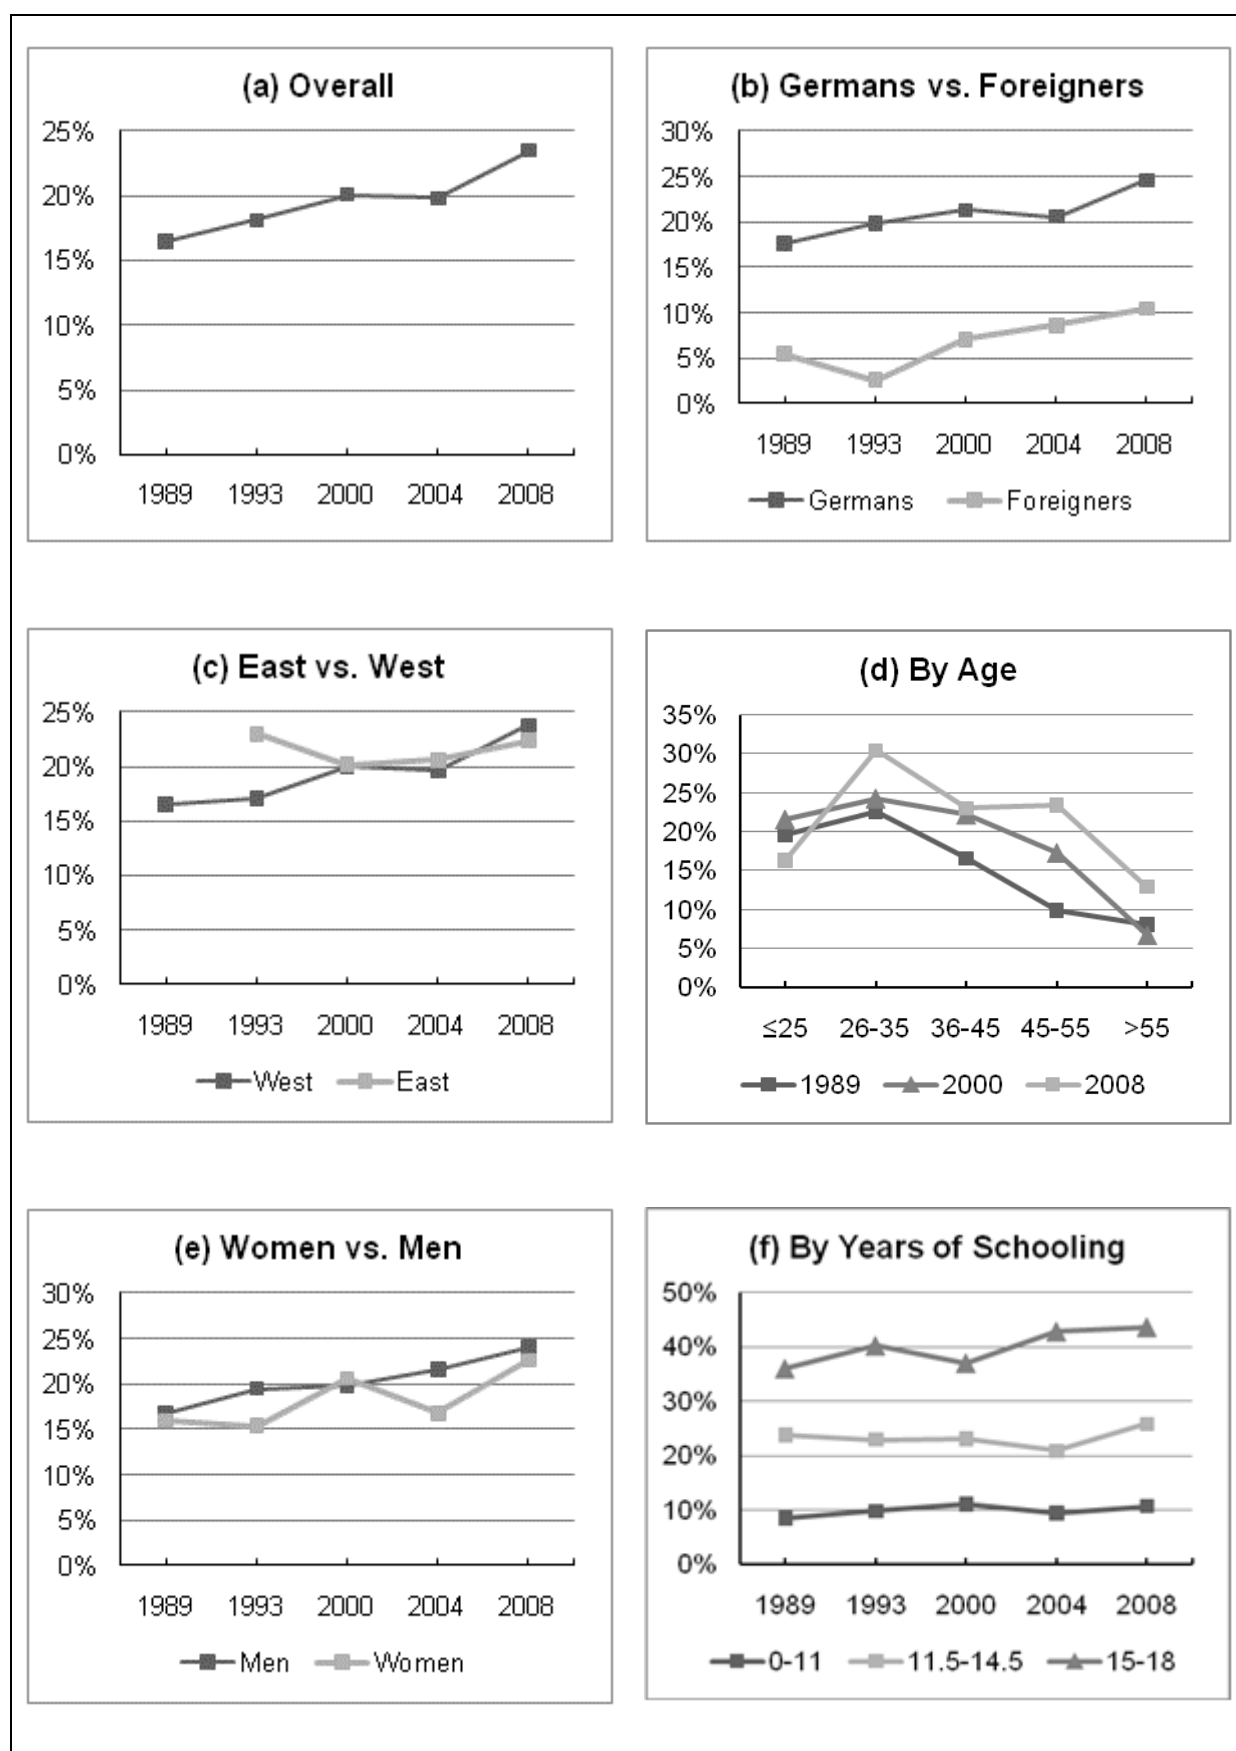 (a) Overall
25%
20%
15%
10%
5%
0%
1989 1993 2000 2004 2008
(b) Germans vs. Foreigners
30%
25%
20%
15%
10%
5%
0%
1989 1993 2000 2004 2008
Germans Foreigners
(c) East vs. West
25%
20%
15%
10%
5%
0%
1989 1993 2000 2004 2008
West East
(d) By Age
35%
30%
25%
20%
15%
10%
5%
0%
≤25 26-35 36-45 45-55 >55
1989 2000 2008
(e) Women vs. Men
30%
25%
20%
15%
10%
5%
0%
1989 1993 2000 2004 2008
Men Women
(f) By Years of Schooling
50%
40%
30%
20%
10%
0%
1989 1993 2000 2004 2008
0-11 11.5-14.5 15-18